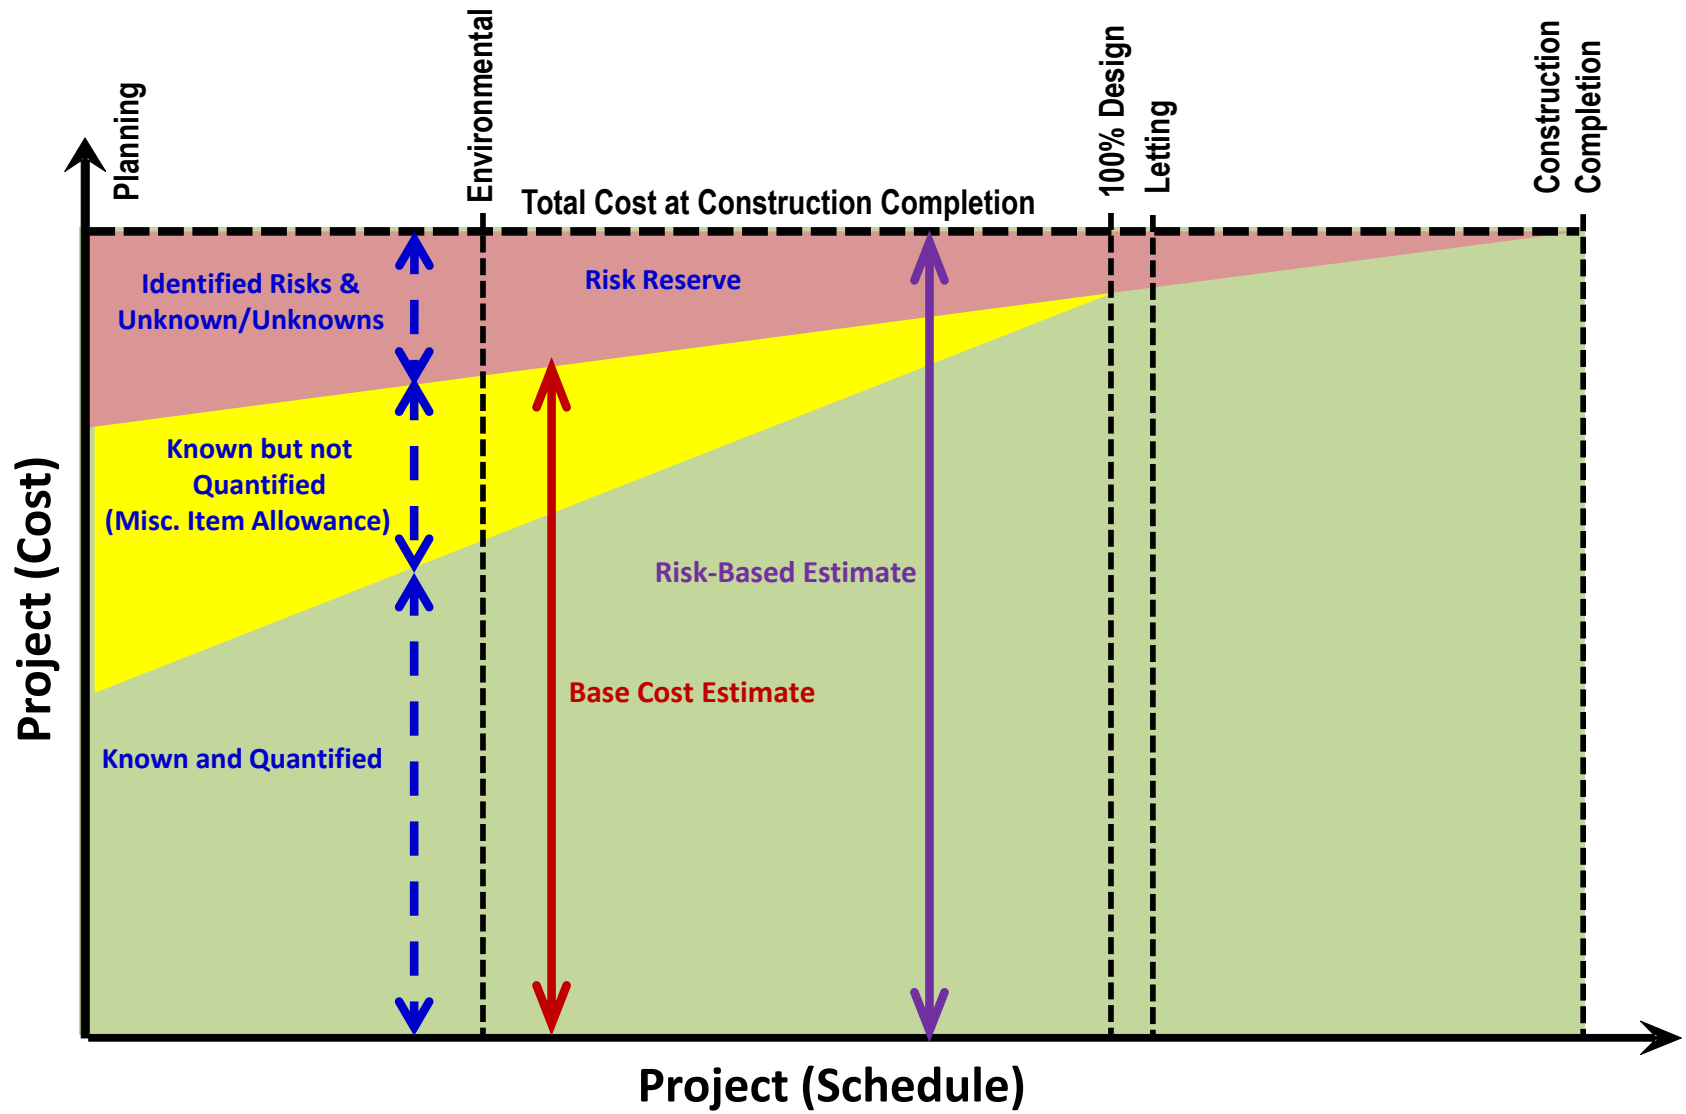 Planning
Environmental
100% Design
Letting
Construction
Completion
Total Cost at Construction Completion
Identified Risks &
Unknown/Unknowns
Risk Reserve
Known but not
Quantified
(Misc. Item Allowance)
Risk-Based Estimate
Base Cost Estimate
Known and Quantified
Project (Cost)
Project (Schedule)